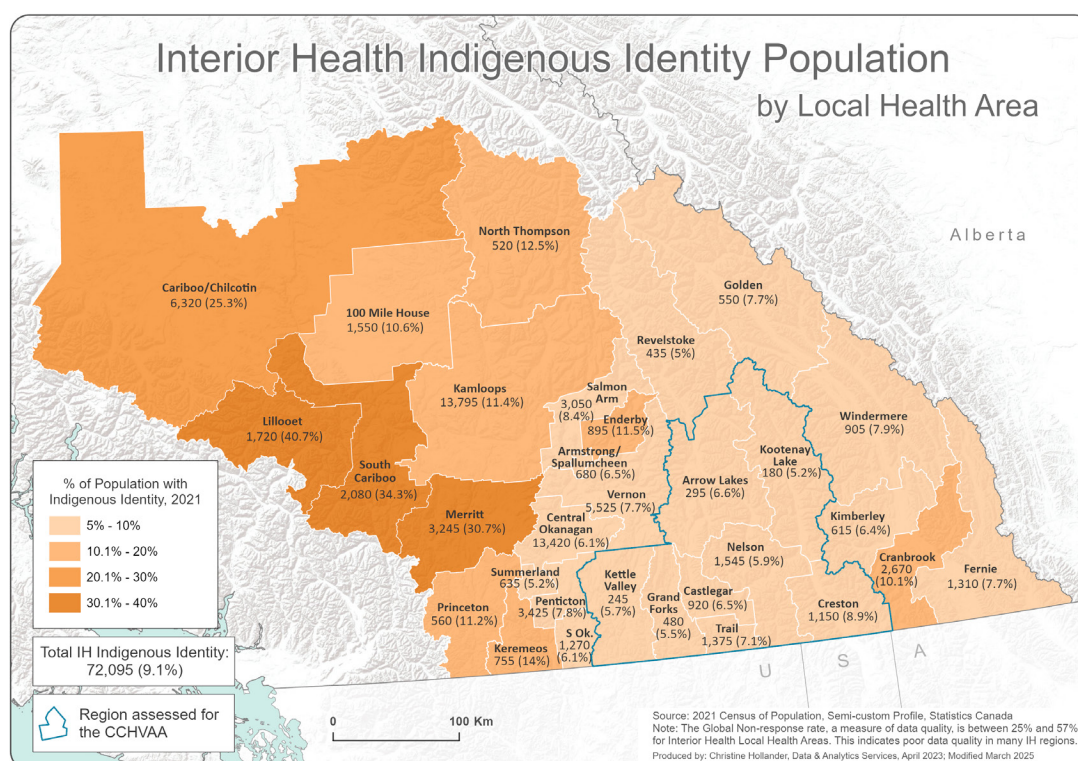 Interior Health Indigenous Identity Population
by Local Health Area
Alberta
North Thompson
520 (12.5%)
Cariboo/Chilcotin
6,320 (25.3%)
Golden
550 (7.7%)
100 Mile House
1,550 (10.6%)
Revelstoke
435 (5%)
Kamloops
13,795 (11.4%)
Salmon
Arm
3,050
(8.4%)
Enderby
895 (11.5%)
Lillooet
1,720 (40.7%)
Windermere
905 (7.9%)
Armstrong/
Spallumcheen
680 (6.5%)
Kootenay
Lake
180 (5.2%)
South
Cariboo
2,080 (34.3%)
Arrow Lakes
295 (6.6%)
Vernon
5,525 (7.7%)
Merritt
3,245 (30.7%)
Central
Okanagan
13,420 (6.1%)
Kimberley
615 (6.4%)
Nelson
1,545 (5.9%)
Cranbrook
2,670
(10.1%)
Fernie
1,310 (7.7%)
Summerland
635 (5.2%)
Kettle
Valley
245
(5.7%)
Grand
Forks
480
(5.5%)
Castlegar
920 (6.5%)
Penticton
3,425 (7.8%)
Princeton
560 (11.2%)
Creston
1,150 (8.9%)
Trail
1,375 (7.1%)
S Ok.
1,270
(6.1%)
Keremeos
755 (14%)
U S A
% of Population with
Indigenous Identity, 2021
5% - 10%
10.1% - 20%
20.1% - 30%
30.1% - 40%
Total IH Indigenous Identity:
72,095 (9.1%)
Region assessed for
the CCHVAA
0 100 Km
Source: 2021 Census of Population, Semi-custom Profile, Statistics Canada
Note: The Global Non-response rate, a measure of data quality, is between 25% and 57%
for Interior Health Local Health Areas. This indicates poor data quality in many IH regions.
Produced by: Christine Hollander, Data & Analytics Services, April 2023; Modified March 2025